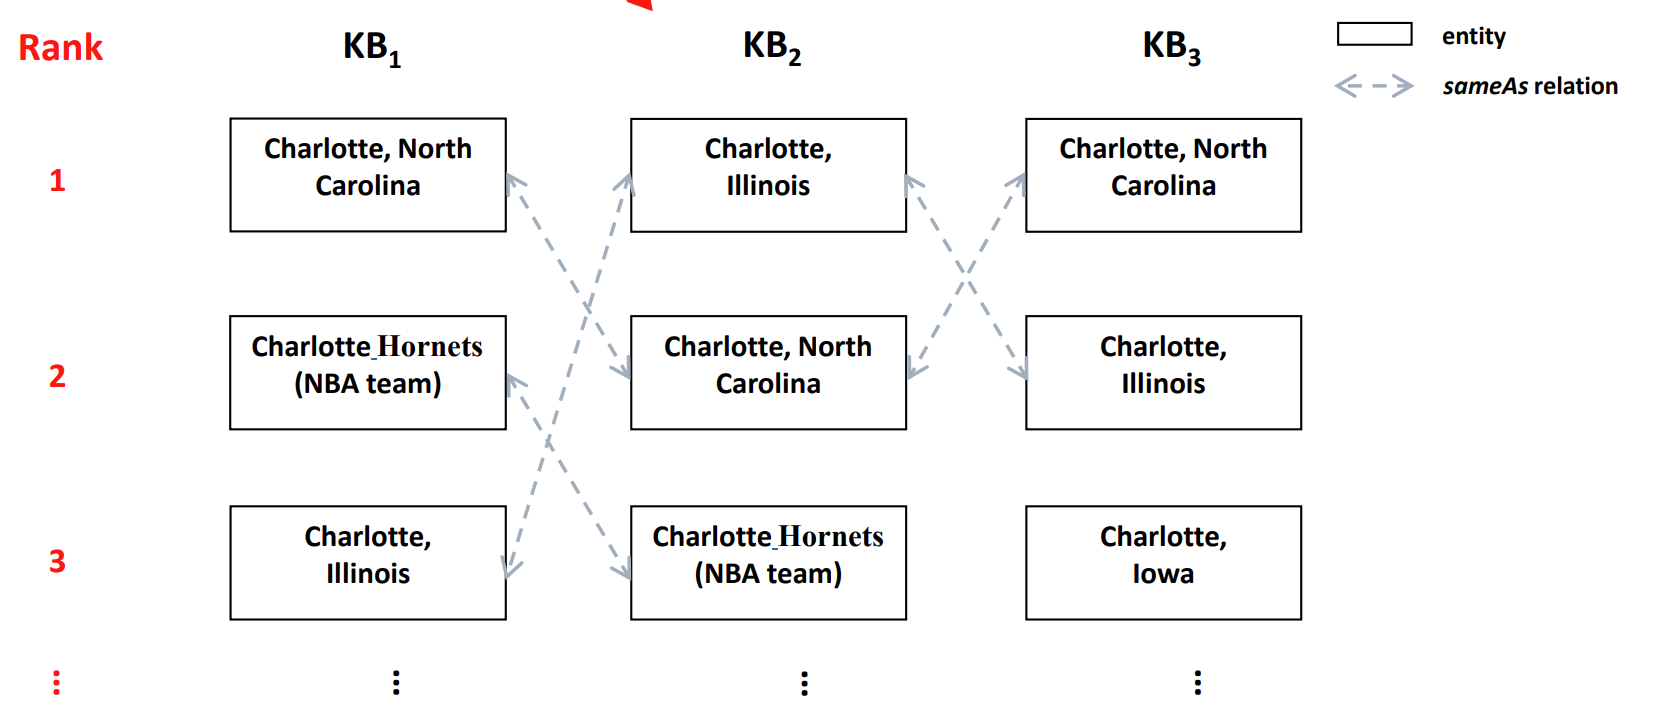 Rank KB1 KB2 KB3
entity
sameAs relation
1
Charlotte, North
Carolina
Charlotte,
Illinois
Charlotte, North
Carolina
2
Charlotte Hornets
(NBA team)
Charlotte, North
Carolina
Charlotte,
Illinois
3
Charlotte,
Illinois
Charlotte Hornets
(NBA team)
Charlotte,
Iowa
⋮ ⋮ ⋮ ⋮